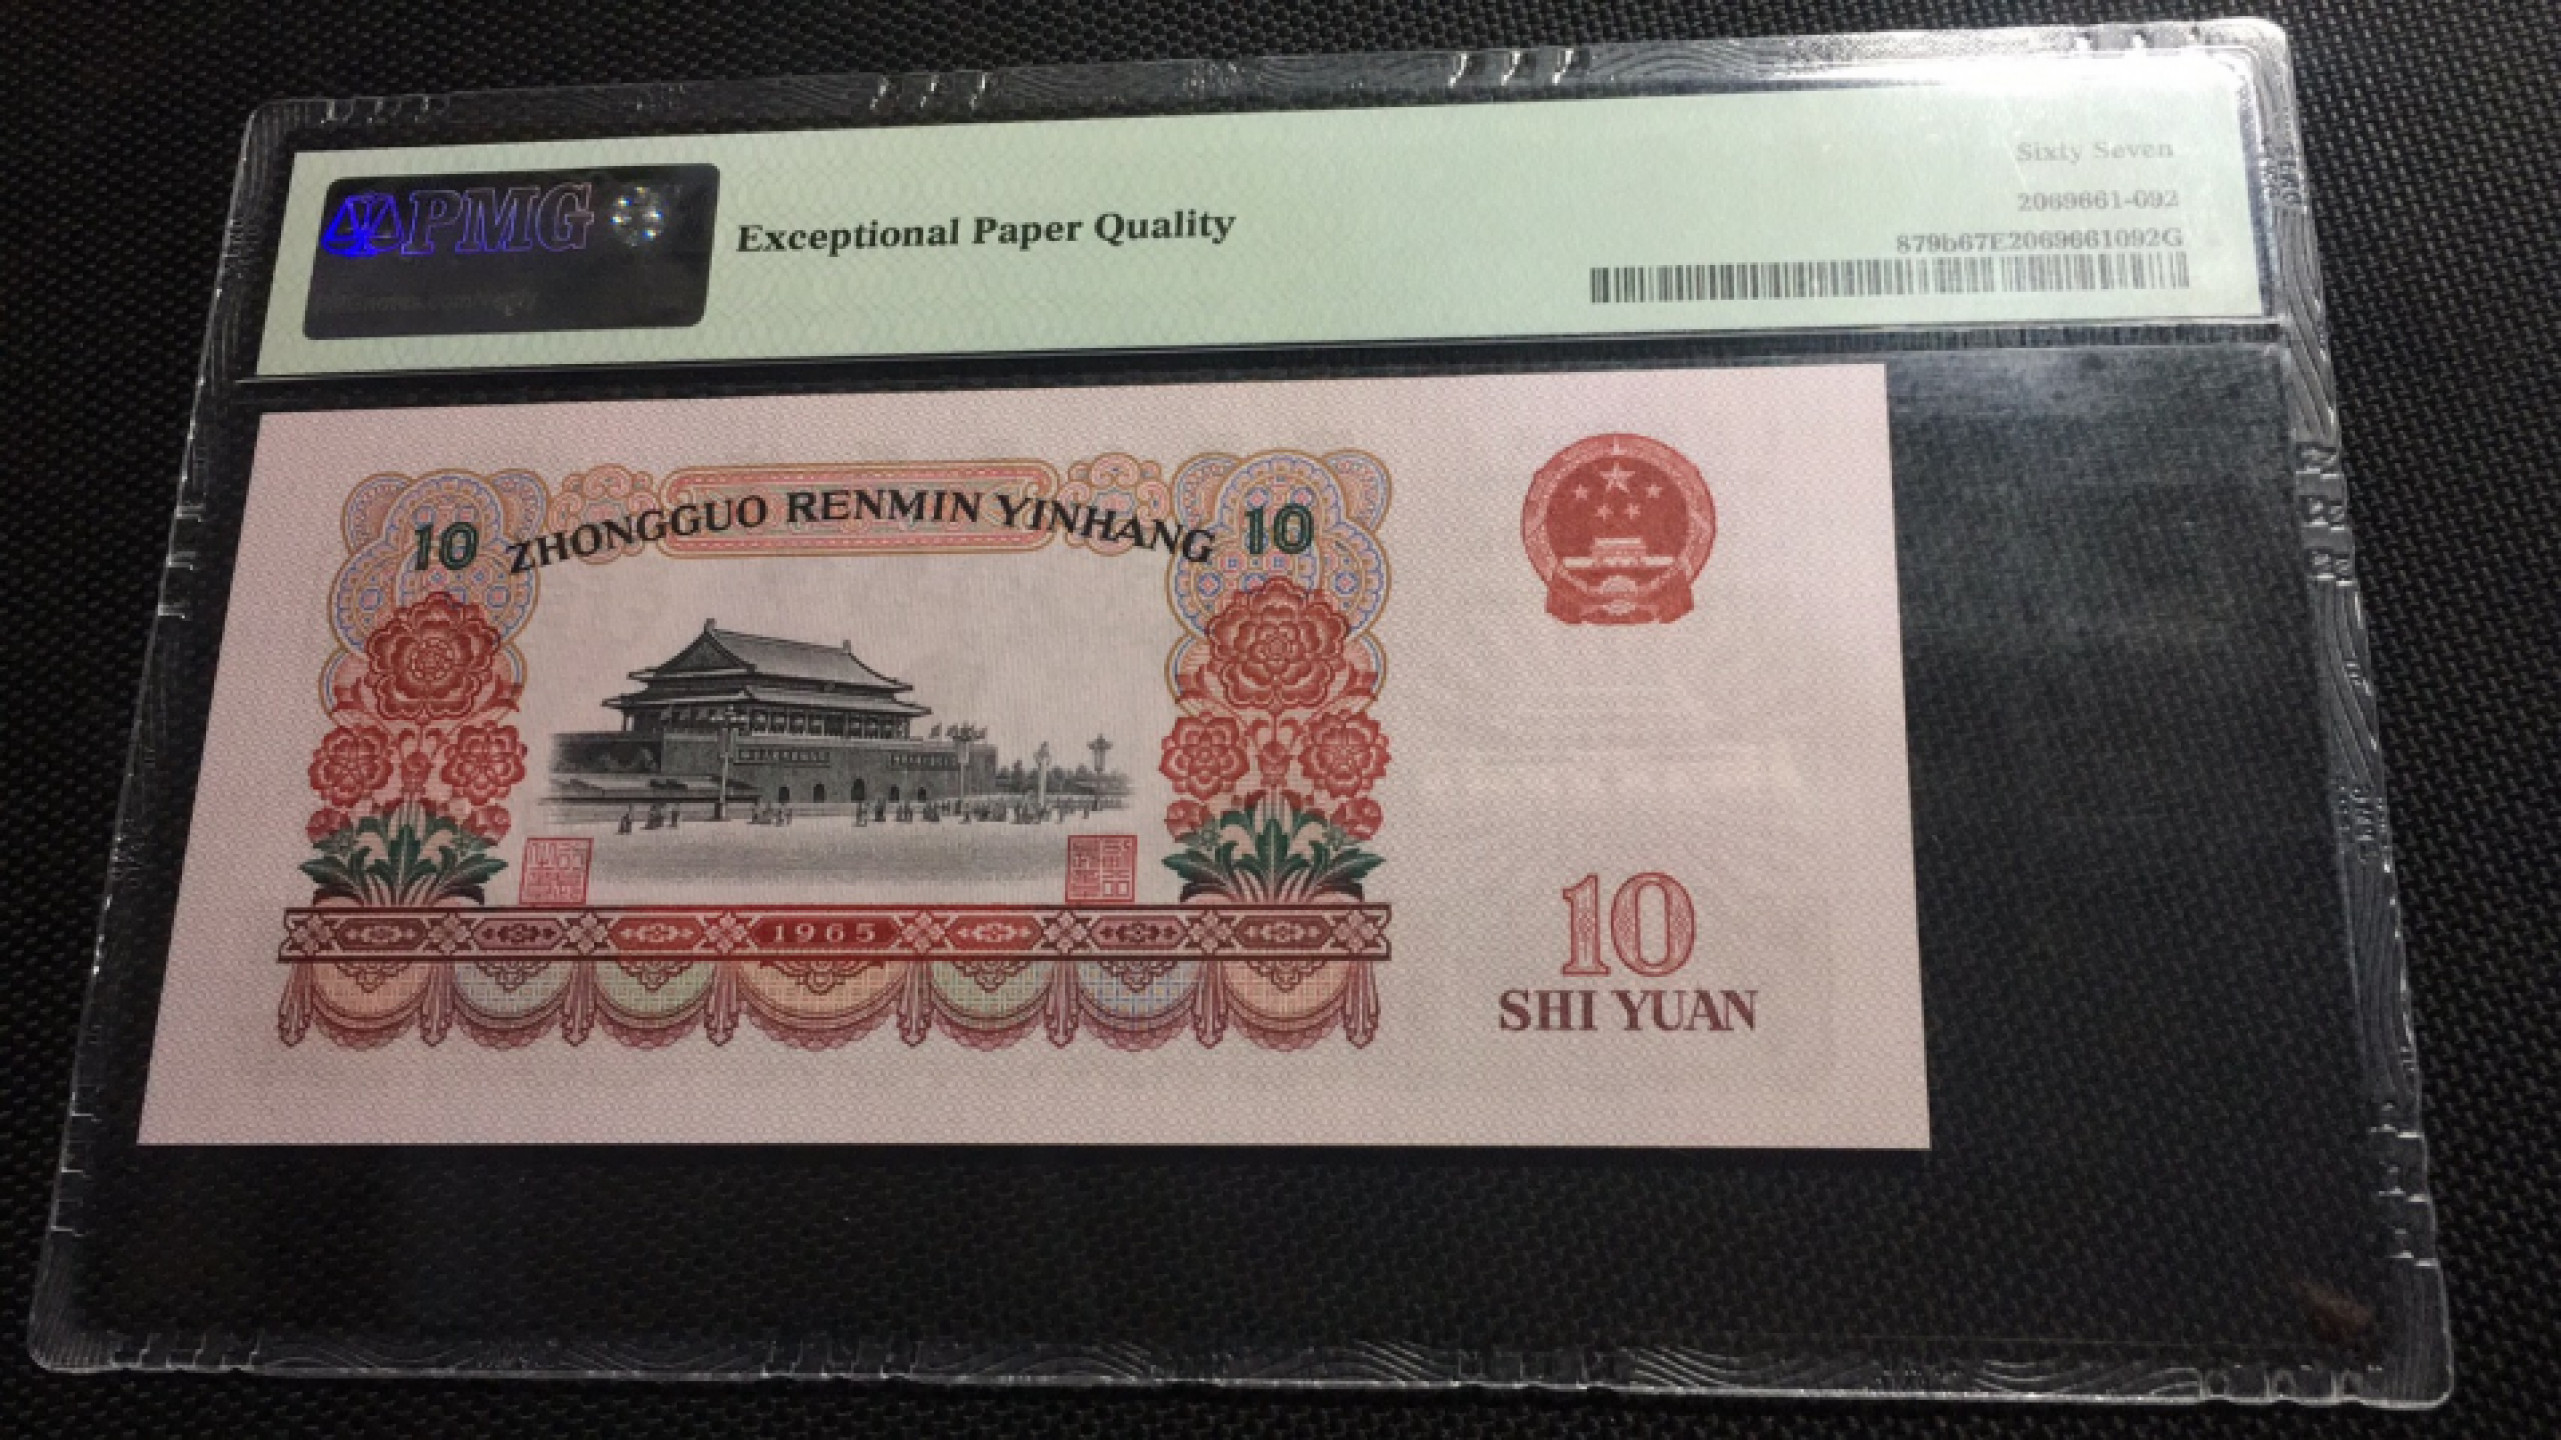 PMG
Exceptional Paper Quality
Sixty Seven
2069661-092
879b67E2069661092G
10 ZHONGGUO RENMIN YINHANG 10
1965
10
SHI YUAN